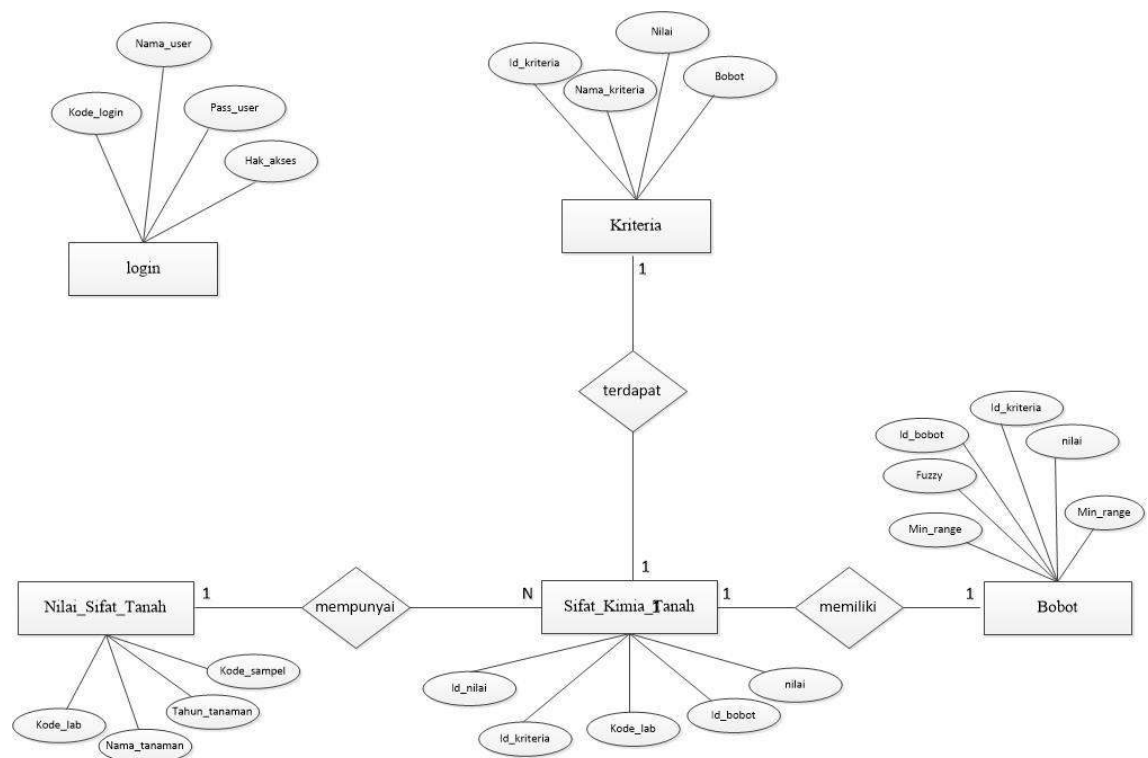 Nama_user
Kode_login
Pass_user
Hak_akses
login
Nilai
Id_kriteria
Nama_kriteria
Bobot
Kriteria
1
terdapat
1
Id_kriteria
Id_bobot
nilai
Fuzzy
Min_range
Min_range
Nilai_Sifat_Tanah
1
mempunyai
N
Sifat_Kimia_Tanah
1
1
memiliki
1
Bobot
Kode_sampel
Tahun_tanaman
Kode_lab
Nama_tanaman
Id_nilai
nilai
Id_bobot
Kode_lab
Id_kriteria